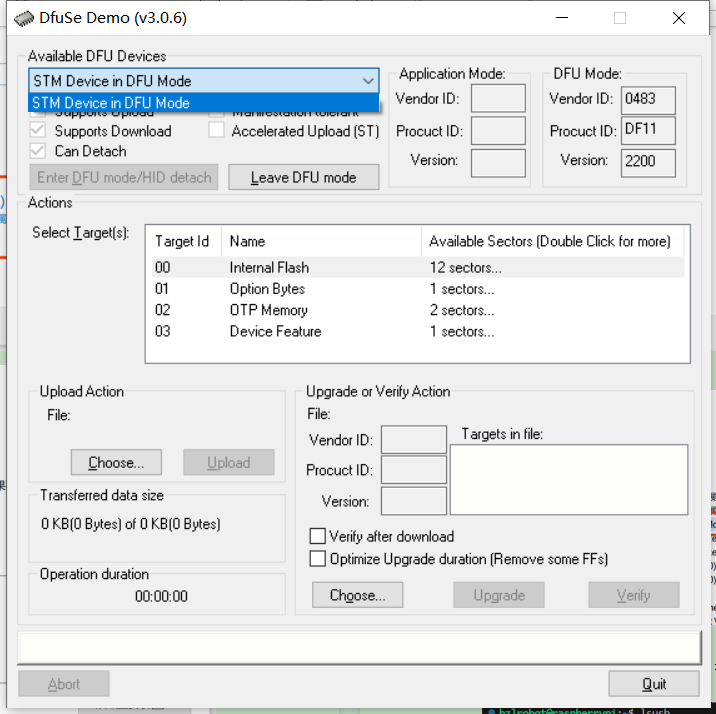 DfuSe Demo (v3.0.6)
Available DFU Devices
STM Device in DFU Mode
STM Device in DFU Mode
Supports Upload
Manifestation tolerant
Supports Download
Accelerated Upload (ST)
Can Detach
Enter DFU mode/HID detach
Leave DFU mode
Application Mode:
Vendor ID:
Procuct ID:
Version:
DFU Mode:
Vendor ID: 0483
Procuct ID: DF11
Version: 2200
Actions
Select Target(s):
Target Id Name Available Sectors (Double Click for more)
00 Internal Flash 12 sectors...
01 Option Bytes 1 sectors...
02 OTP Memory 2 sectors...
03 Device Feature 1 sectors...
Upload Action
File:
Choose...
Upload
Transferred data size
0 KB(0 Bytes) of 0 KB(0 Bytes)
Operation duration
00:00:00
Upgrade or Verify Action
File:
Vendor ID:
Procuct ID:
Version:
Targets in file:
Verify after download
Optimize Upgrade duration (Remove some FFs)
Choose...
Upgrade
Verify
Abort
Quit